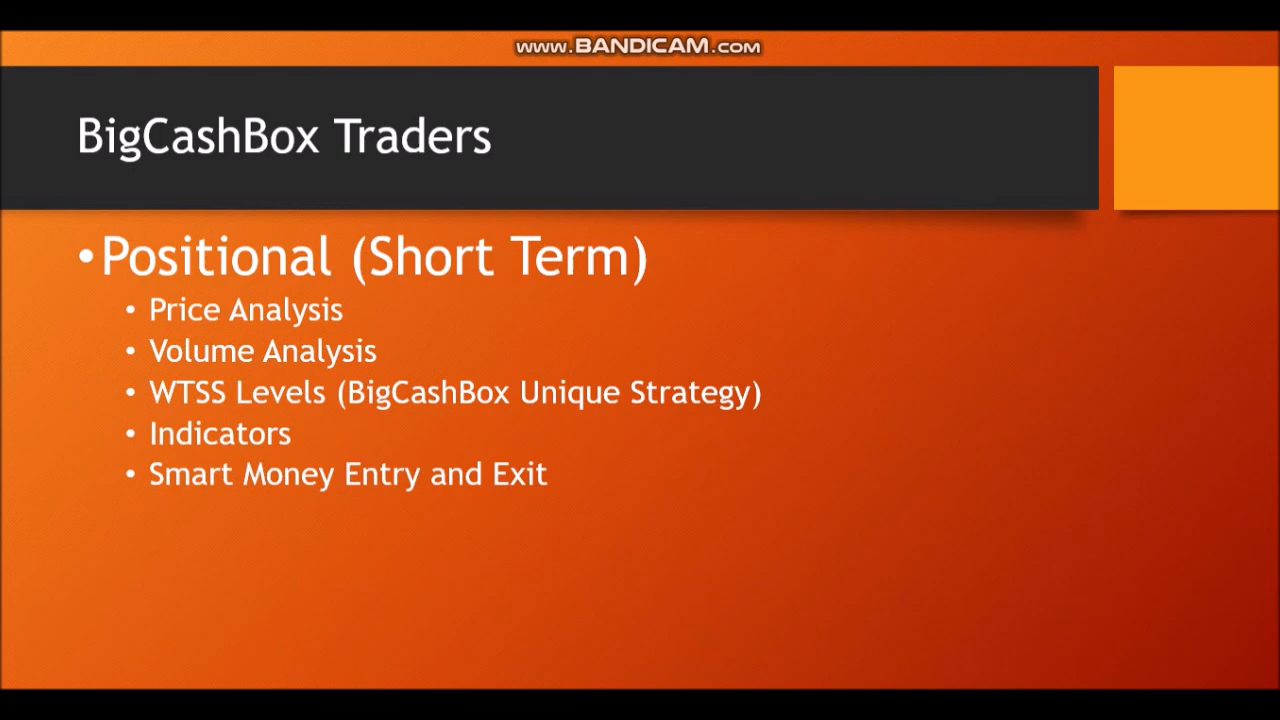 www.BANDICAM.com
BigCashBox Traders
•Positional (Short Term)
• Price Analysis
• Volume Analysis
• WTSS Levels (BigCashBox Unique Strategy)
• Indicators
• Smart Money Entry and Exit